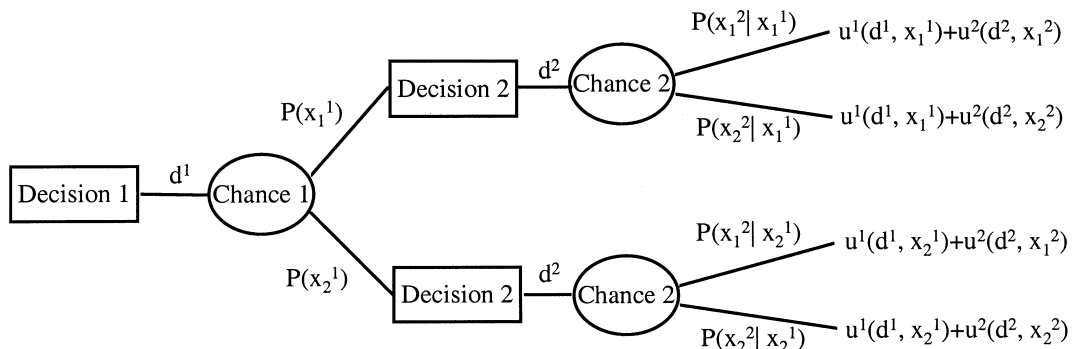 P(x₁²| x₁¹)
u¹(d¹, x₁¹)+u²(d², x₁²)
d²
Decision 2
Chance 2
P(x₁¹)
u¹(d¹, x₁¹)+u²(d², x₂²)
P(x₂²| x₁¹)
d¹
Decision 1
Chance 1
P(x₁²| x₂¹)
u¹(d¹, x₂¹)+u²(d², x₁²)
P(x₂¹)
d²
Decision 2
Chance 2
u¹(d¹, x₂¹)+u²(d², x₂²)
P(x₂²| x₂¹)